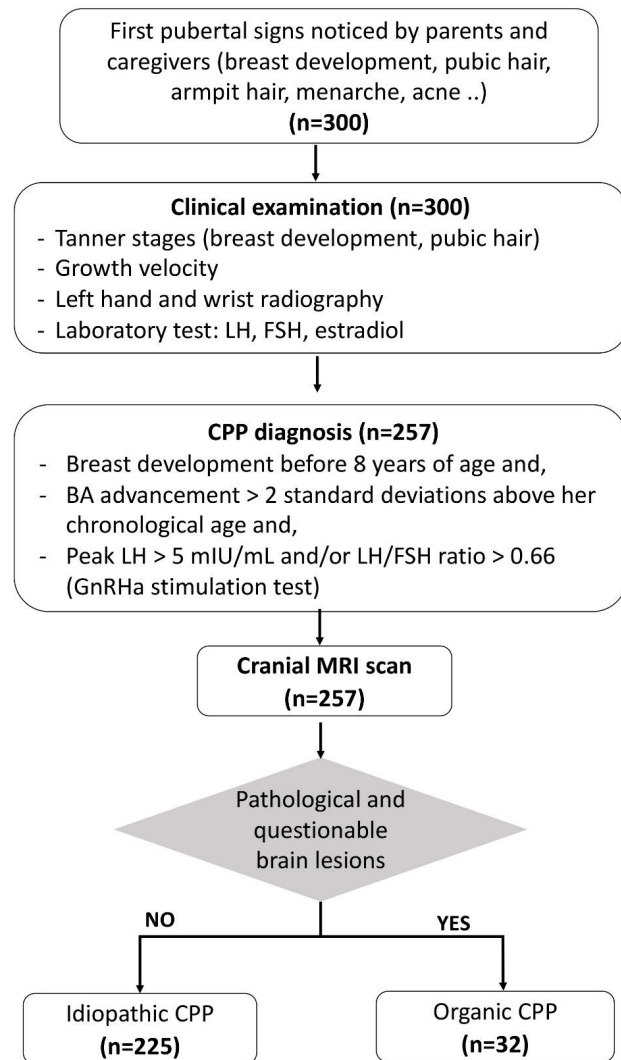 First pubertal signs noticed by parents and
caregivers (breast development, pubic hair,
armpit hair, menarche, acne ..)
(n=300)
Clinical examination (n=300)
- Tanner stages (breast development, pubic hair)
- Growth velocity
- Left hand and wrist radiography
- Laboratory test: LH, FSH, estradiol
CPP diagnosis (n=257)
- Breast development before 8 years of age and,
- BA advancement > 2 standard deviations above her
chronological age and,
- Peak LH > 5 mIU/mL and/or LH/FSH ratio > 0.66
(GnRHa stimulation test)
Cranial MRI scan
(n=257)
Pathological and
questionable
brain lesions
NO
YES
Idiopathic CPP
(n=225)
Organic CPP
(n=32)